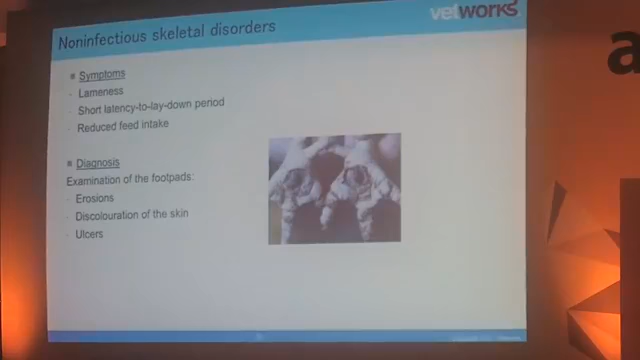 Noninfectious skeletal disorders
vetworks
Symptoms
- Lameness
- Short latency-to-lay-down period
- Reduced feed intake
Diagnosis
Examination of the footpads:
- Erosions
- Discolouration of the skin
- Ulcers
a